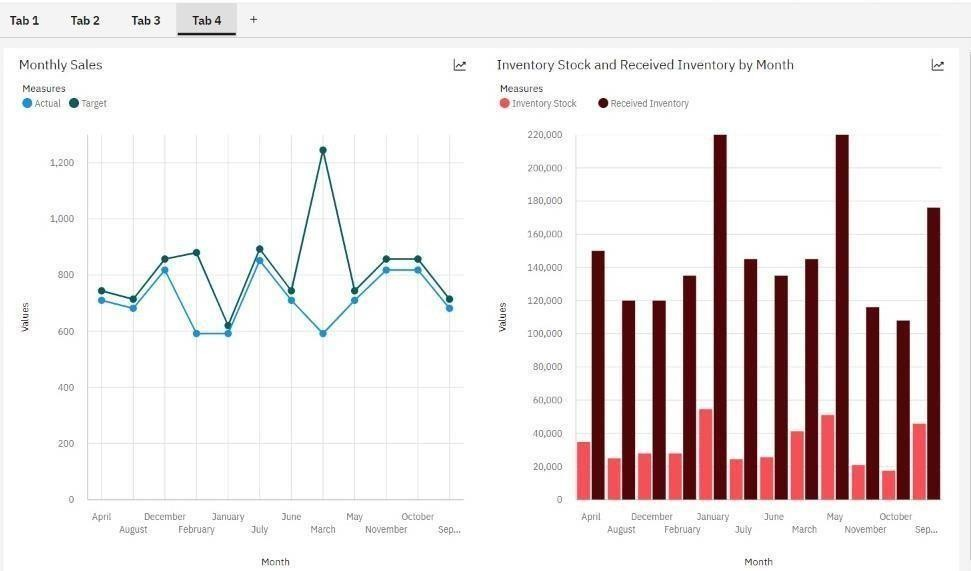 Tab 1 Tab 2 Tab 3 Tab 4 +
Monthly Sales
Measures
Actual Target
Values
1,200
1,000
800
600
400
200
0
April December January June May October
August February July March November Sep...
Month
Inventory Stock and Received Inventory by Month
Measures
Inventory Stock Received Inventory
Values
220,000
200,000
180,000
160,000
140,000
120,000
100,000
80,000
60,000
40,000
20,000
0
April December January June May October
August February July March November Sep...
Month